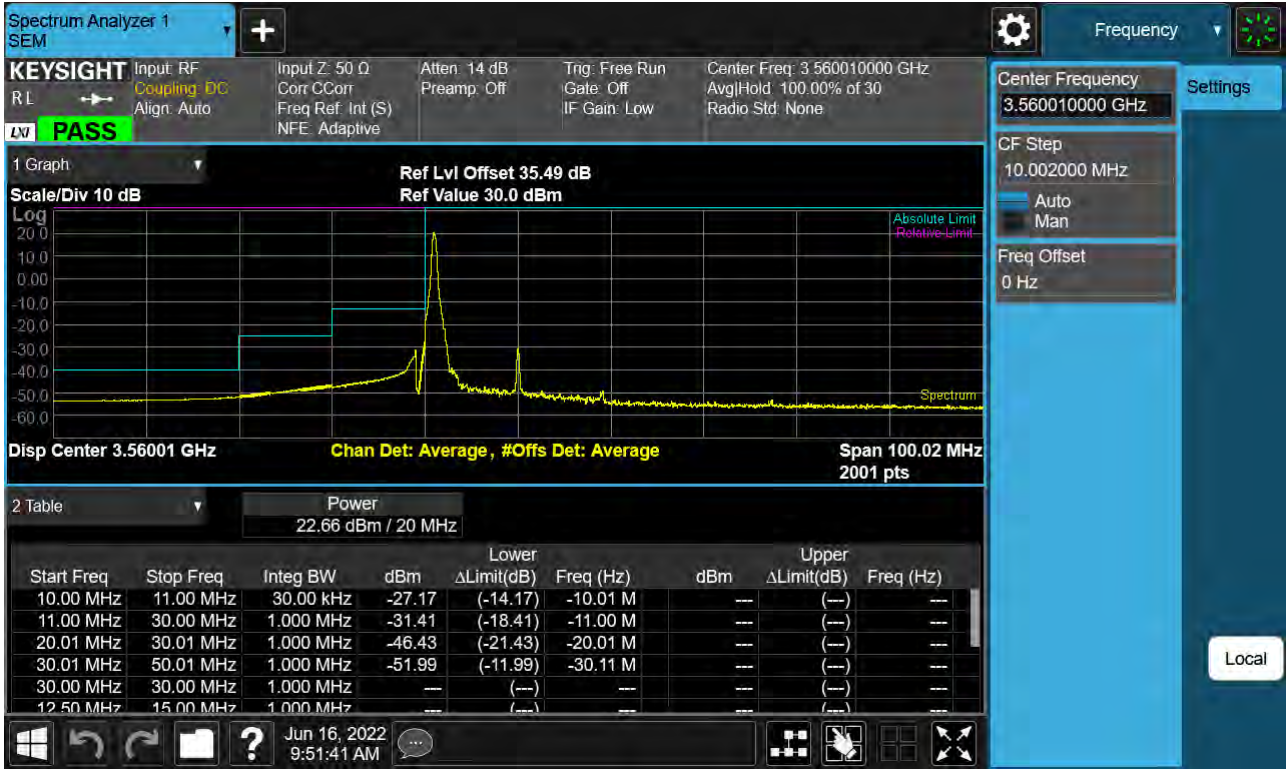 Spectrum Analyzer 1
SEM
+
Frequency
KEYSIGHT
R L
LXI
PASS
Input: RF
Coupling: DC
Align: Auto
Input Z: 50 Ω
Corr CCorr
Freq Ref: Int (S)
NFE: Adaptive
Atten: 14 dB
Preamp: Off
Trig: Free Run
Gate: Off
IF Gain: Low
Center Freq: 3.560010000 GHz
Avg|Hold: 100.00% of 30
Radio Std: None
Center Frequency
3.560010000 GHz
Settings
CF Step
10.002000 MHz
Auto
Man
Freq Offset
0 Hz
Local
1 Graph
Scale/Div 10 dB
Ref Lvl Offset 35.49 dB
Ref Value 30.0 dBm
Log
20.0
10.0
0.00
-10.0
-20.0
-30.0
-40.0
-50.0
-60.0
Absolute Limit
Relative Limit
Spectrum
Disp Center 3.56001 GHz
Chan Det: Average, #Offs Det: Average
Span 100.02 MHz
2001 pts
2 Table
Power
22.66 dBm / 20 MHz
Lower Upper
Start Freq Stop Freq Integ BW dBm ΔLimit(dB) Freq (Hz) dBm ΔLimit(dB) Freq (Hz)
10.00 MHz 11.00 MHz 30.00 kHz -27.17 (-14.17) -10.01 M --- (---) ---
11.00 MHz 30.00 MHz 1.000 MHz -31.41 (-18.41) -11.00 M --- (---) ---
20.01 MHz 30.01 MHz 1.000 MHz -46.43 (-21.43) -20.01 M --- (---) ---
30.01 MHz 50.01 MHz 1.000 MHz -51.99 (-11.99) -30.11 M --- (---) ---
30.00 MHz 30.00 MHz 1.000 MHz --- (---) --- --- (---) ---
12.50 MHz 15.00 MHz 1.000 MHz --- (---) --- --- (---) ---
?
Jun 16, 2022
9:51:41 AM